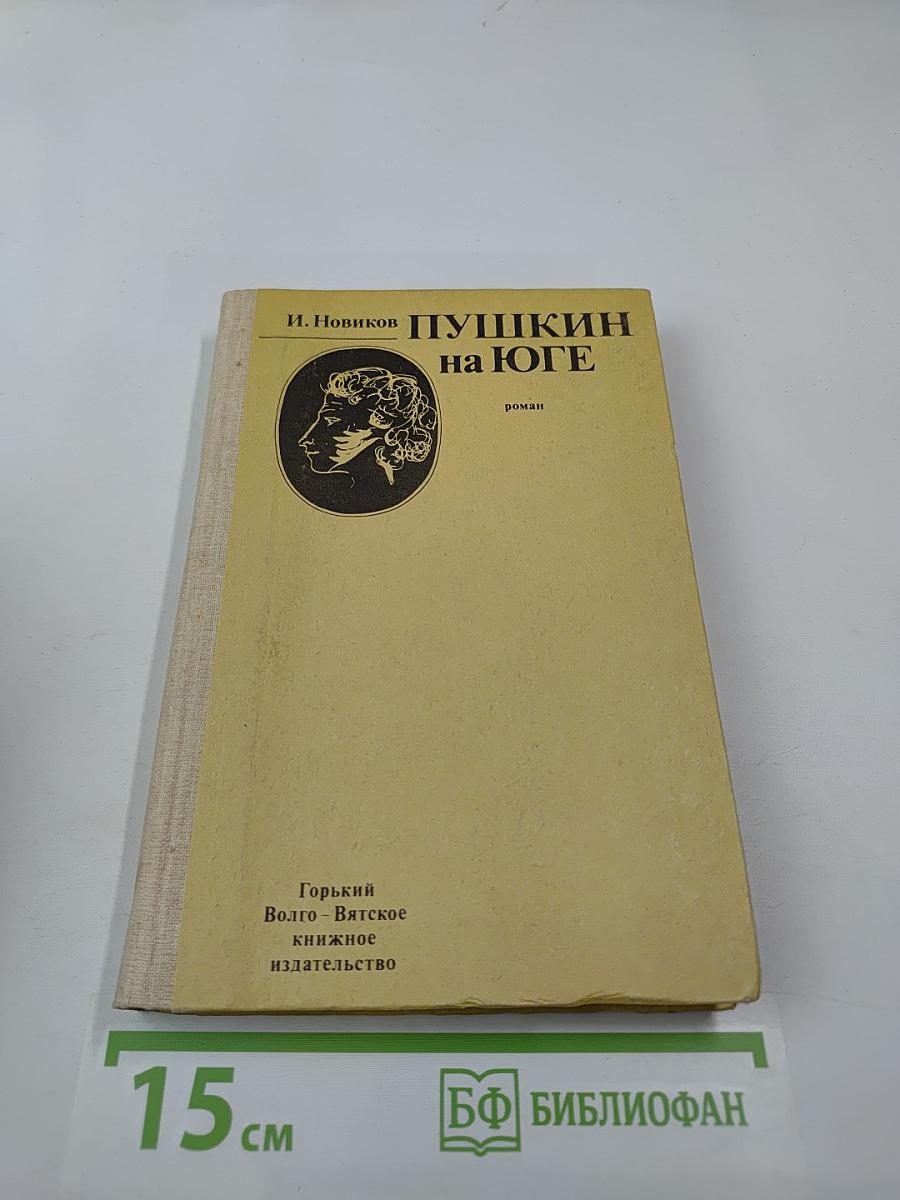 И. Новиков ПУШКИН
на ЮГЕ
роман
Горький
Волго – Вятское
книжное
издательство
15 см
БФ БИБЛИОФАН